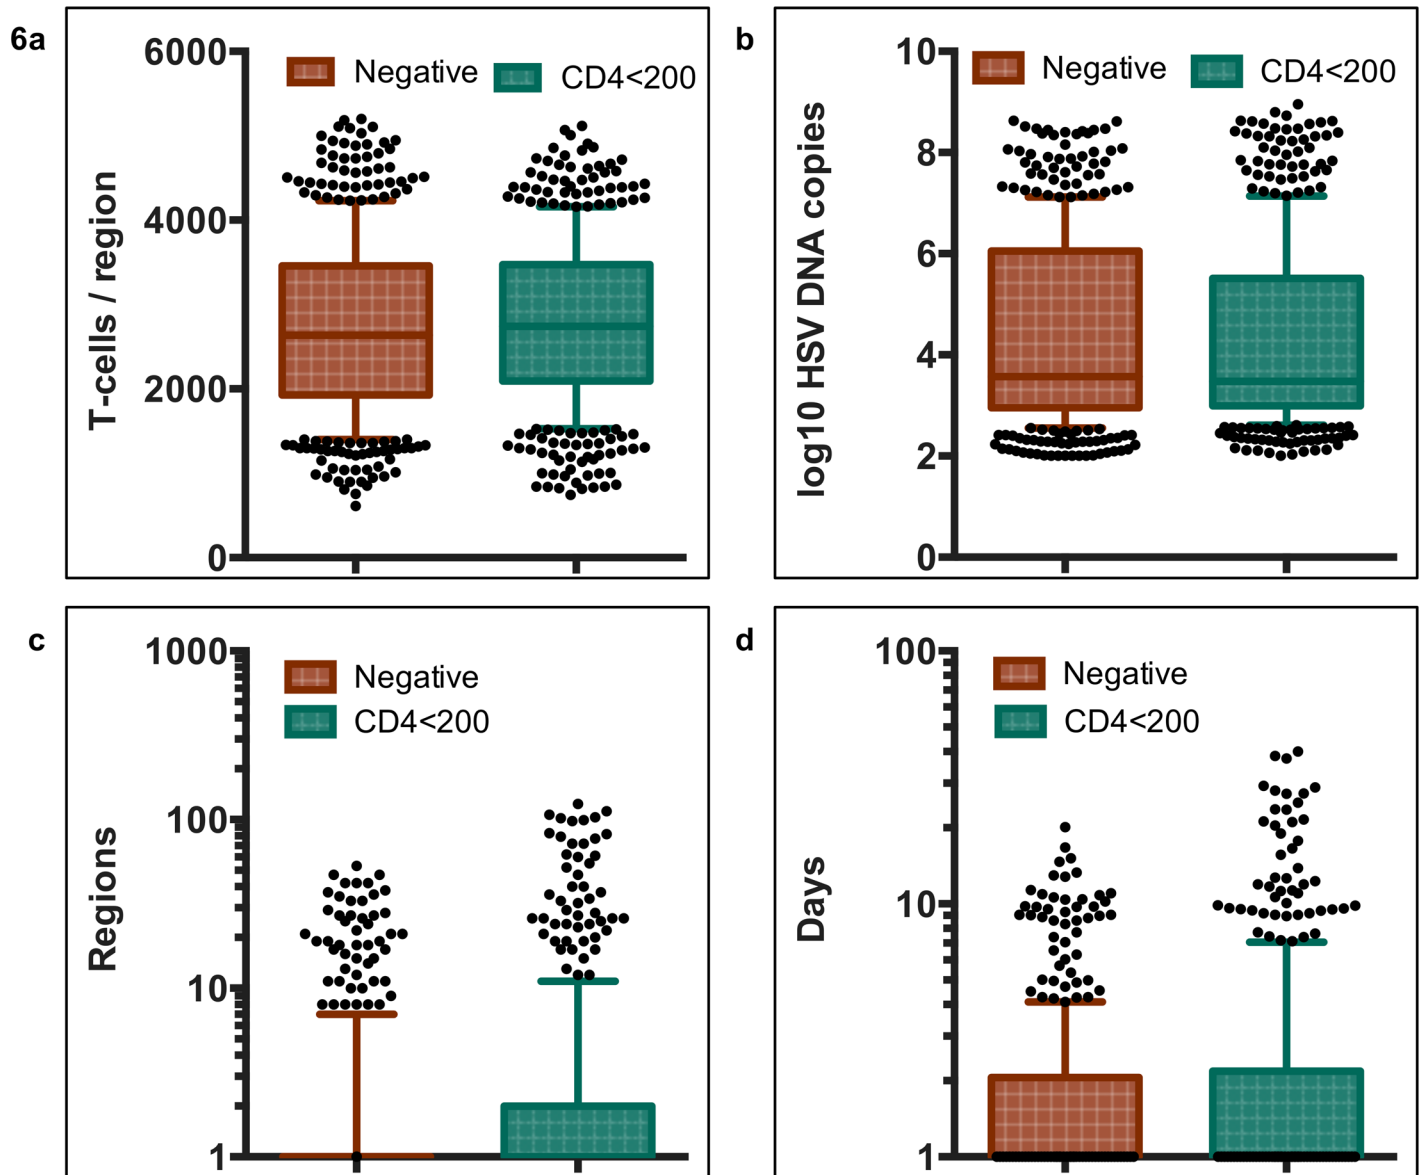 6a
T-cells / region
6000
4000
2000
0
Negative
CD4<200
b
log10 HSV DNA copies
10
8
6
4
2
0
Negative
CD4<200
c
Regions
1000
100
10
1
Negative
CD4<200
d
Days
100
10
1
Negative
CD4<200